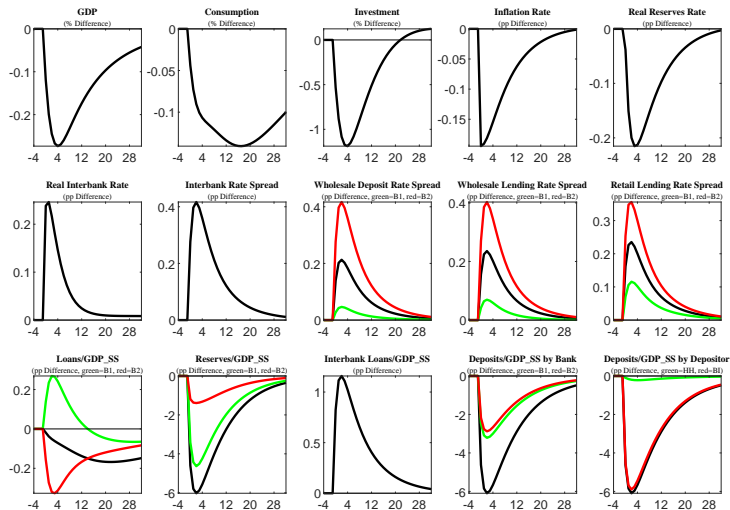 GDP
(% Difference)
0
-0.1
-0.2
-4 4 12 20 28
Consumption
(% Difference)
0
-0.05
-0.1
-4 4 12 20 28
Investment
(% Difference)
0
-0.5
-1
-4 4 12 20 28
Inflation Rate
(pp Difference)
0
-0.05
-0.1
-0.15
-4 4 12 20 28
Real Reserves Rate
(pp Difference)
0
-0.1
-0.2
-4 4 12 20 28
Real Interbank Rate
(pp Difference)
0.2
0.1
0
-4 4 12 20 28
Interbank Rate Spread
(pp Difference)
0.4
0.2
0
-4 4 12 20 28
Wholesale Deposit Rate Spread
(pp Difference, green=B1, red=B2)
0.4
0.2
0
-4 4 12 20 28
Wholesale Lending Rate Spread
(pp Difference, green=B1, red=B2)
0.4
0.2
0
-4 4 12 20 28
Retail Lending Rate Spread
(pp Difference, green=B1, red=B2)
0.3
0.2
0.1
0
-4 4 12 20 28
Loans/GDP_SS
(pp Difference, green=B1, red=B2)
0.2
0
-0.2
-4 4 12 20 28
Reserves/GDP_SS
(pp Difference, green=B1, red=B2)
0
-2
-4
-6
-4 4 12 20 28
Interbank Loans/GDP_SS
(pp Difference)
1
0.5
0
-4 4 12 20 28
Deposits/GDP_SS by Bank
(pp Difference, green=B1, red=B2)
0
-2
-4
-6
-4 4 12 20 28
Deposits/GDP_SS by Depositor
(pp Difference, green=HH, red=BI)
0
-2
-4
-6
-4 4 12 20 28